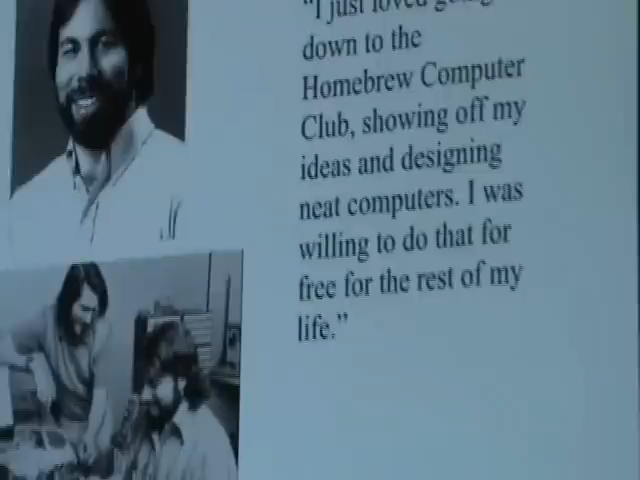 "I just loved going
down to the
Homebrew Computer
Club, showing off my
ideas and designing
neat computers. I was
willing to do that for
free for the rest of my
life."